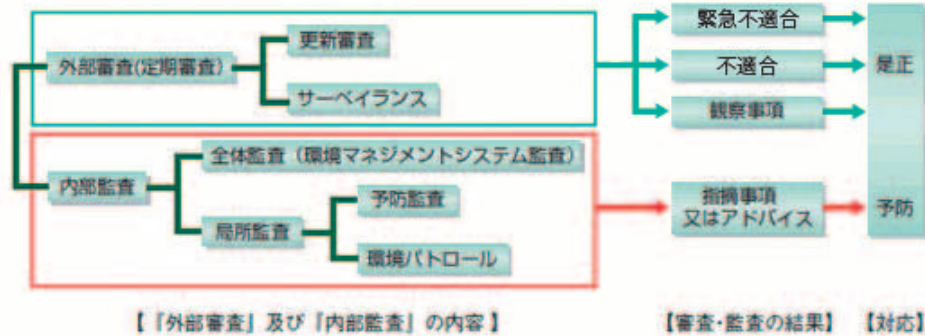 緊急不適合
更新審査
外部審査(定期審査)
不適合
是正
サーベイランス
観察事項
全体監査（環境マネジメントシステム監査）
内部監査
予防監査
指摘事項
又はアドバイス
予防
局所監査
環境パトロール
【『外部審査』及び『内部監査』の内容】
【審査・監査の結果】
【対応】